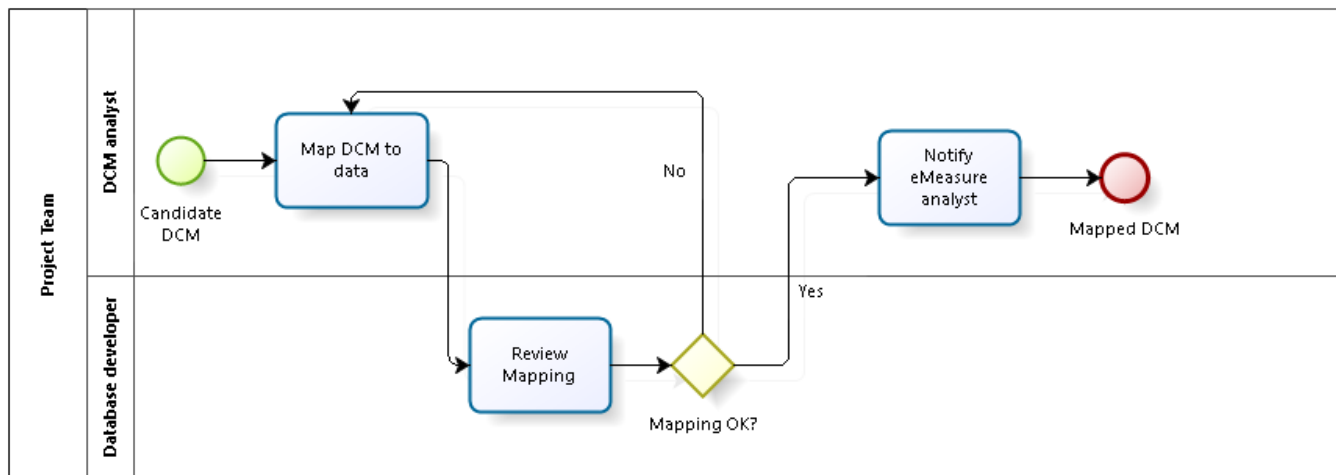 Project Team
DCM analyst
Candidate
DCM
Map DCM to
data
No
Notify
eMeasure
analyst
Mapped DCM
Database developer
Review
Mapping
Mapping OK?
Yes